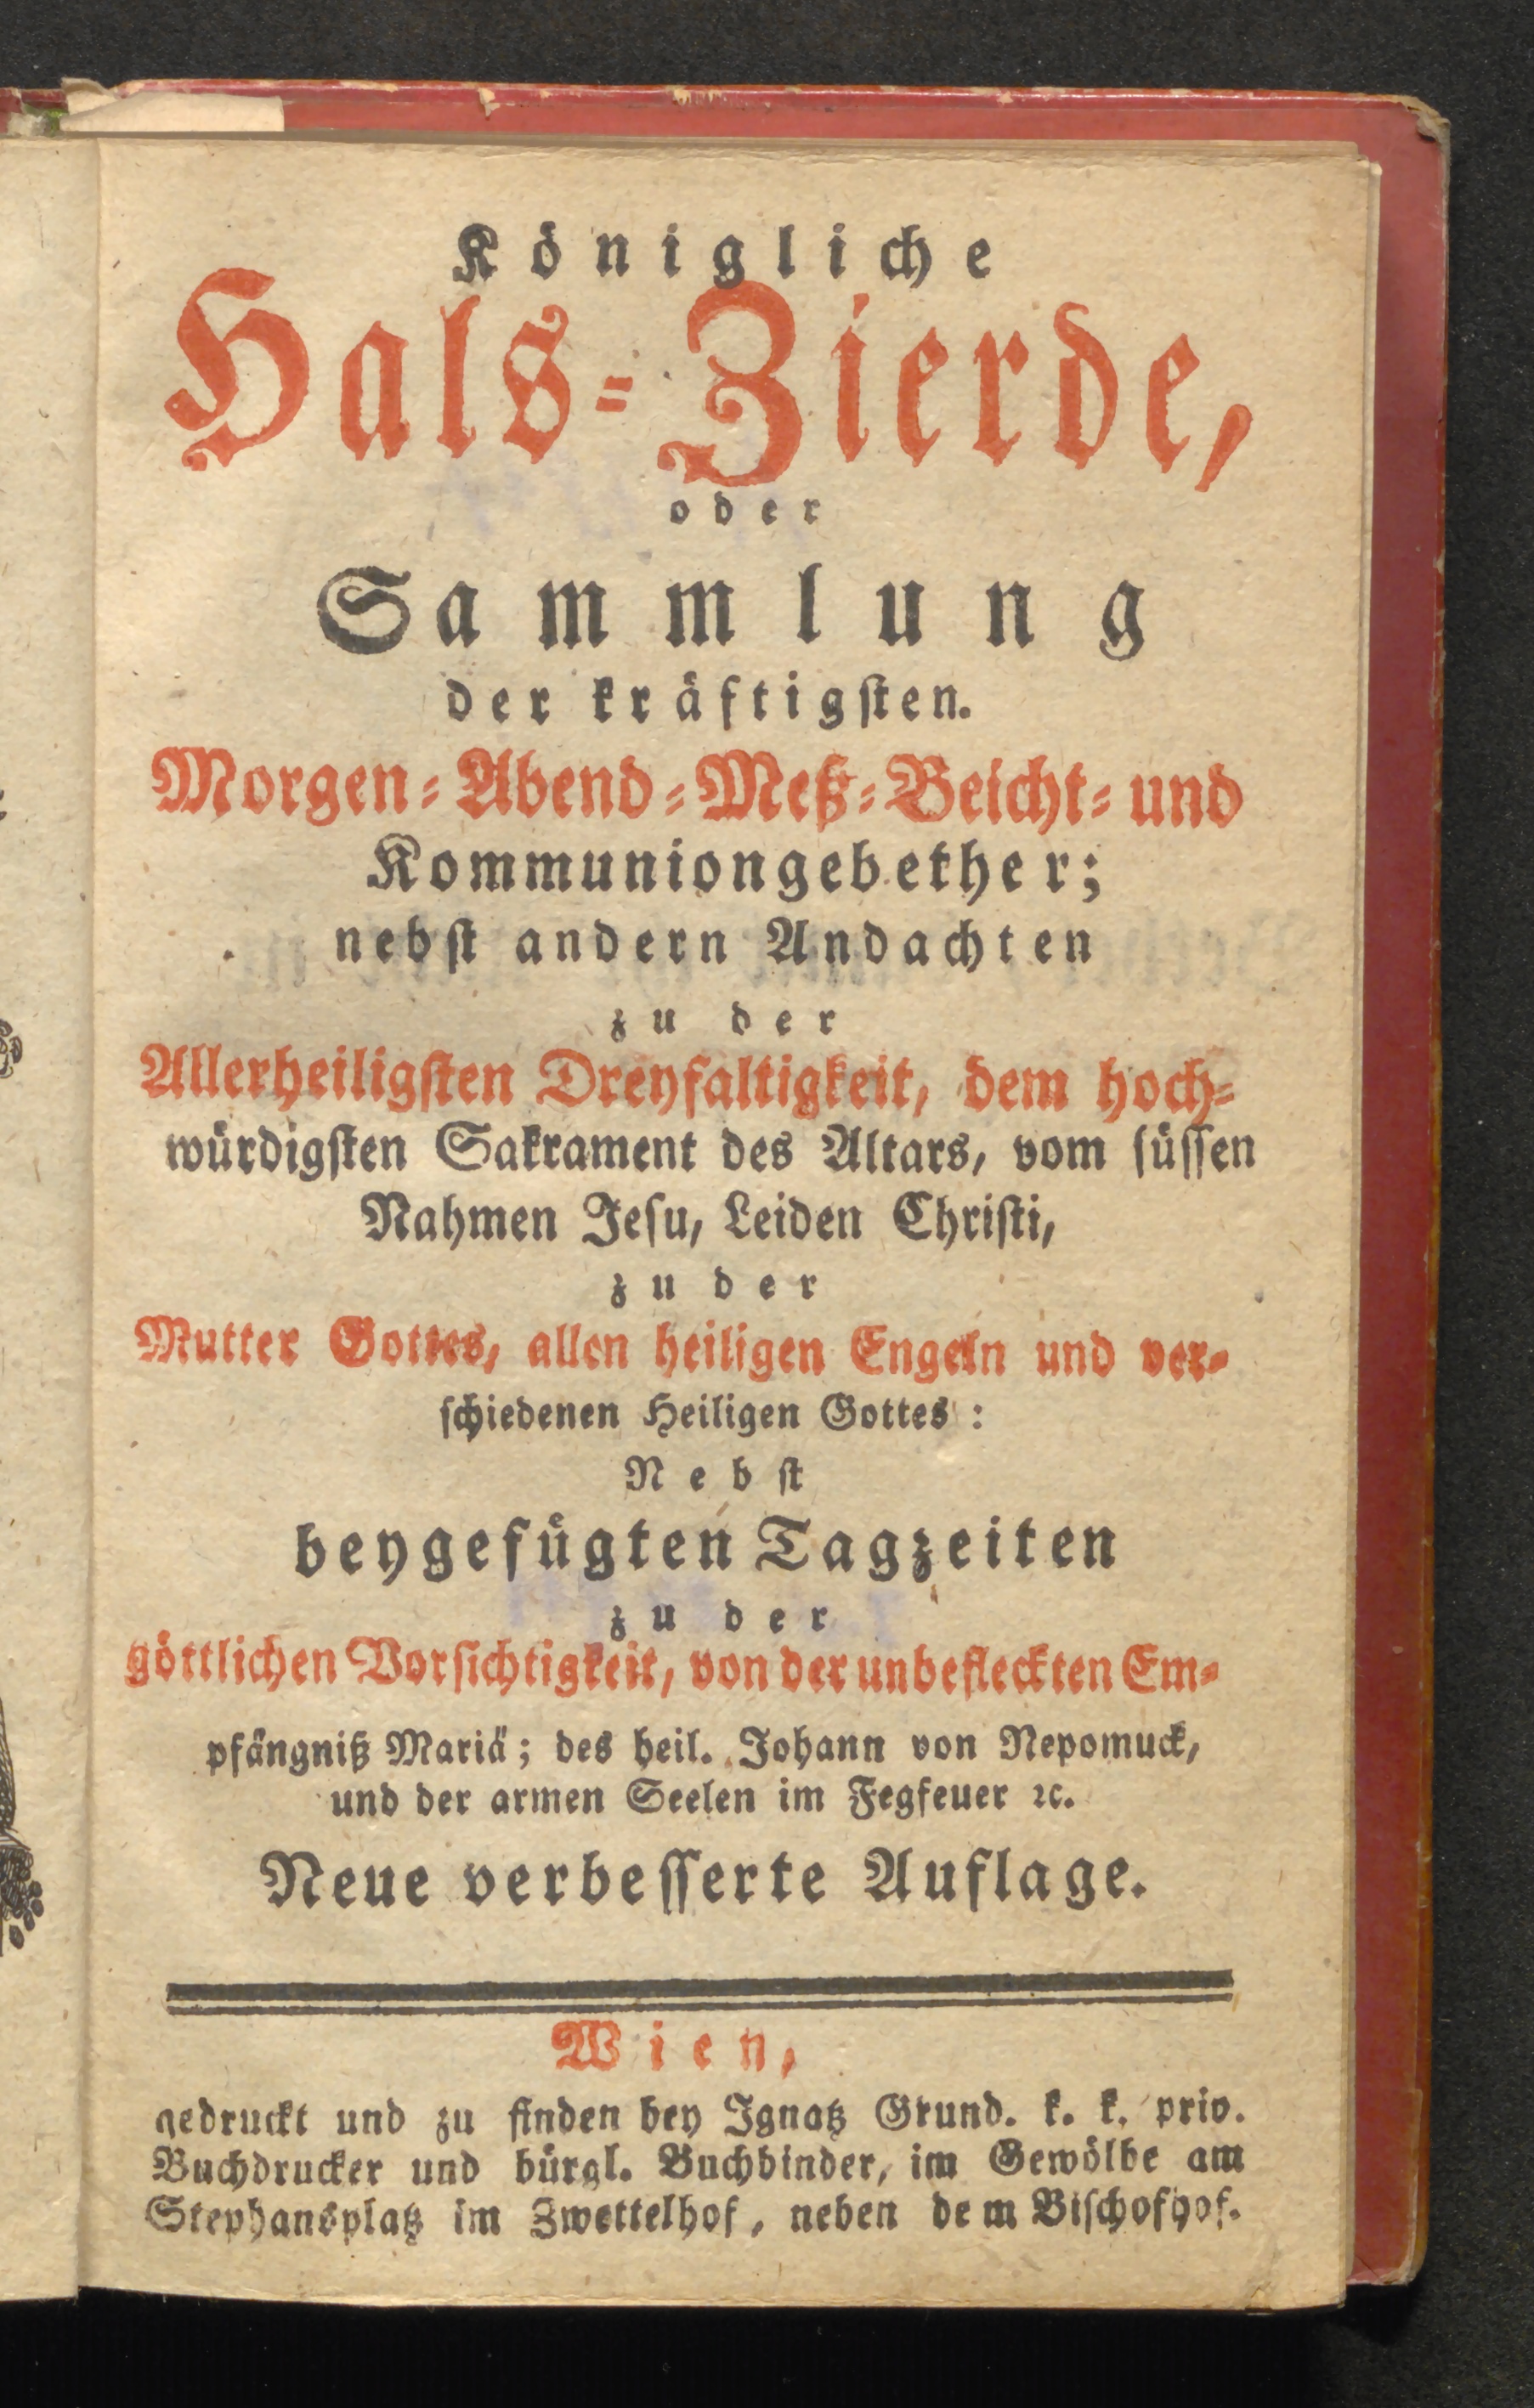 Königliche
Hals-Zierde,
oder
Sammlung
der kräftigsten.
Morgen-Abend-Meß-Beicht-und
Kommuniongebether;
nebst andern Andachten
zu der
Allerheiligsten Dreyfaltigkeit, dem hoch-
würdigsten Sakrament des Altars, vom süssen
Nahmen Jesu, Leiden Christi,
zu der
Mutter Gottes, allen heiligen Engeln und ver-
schiedenen Heiligen Gottes:
Nebst
beygefügten Tagzeiten
zu der
göttlichen Vorsichtigkeit, von der unbefleckten Em-
pfängniß Mariä; des heil. Johann von Nepomuck,
und der armen Seelen im Fegfeuer ꝛc.
Neue verbesserte Auflage.
Wien,
gedruckt und zu finden bey Ignatz Grund. k. k. priv.
Buchdrucker und bürgl. Buchbinder, im Gewölbe am
Stephansplatz im Zwettelhof, neben dem Bischofhof.